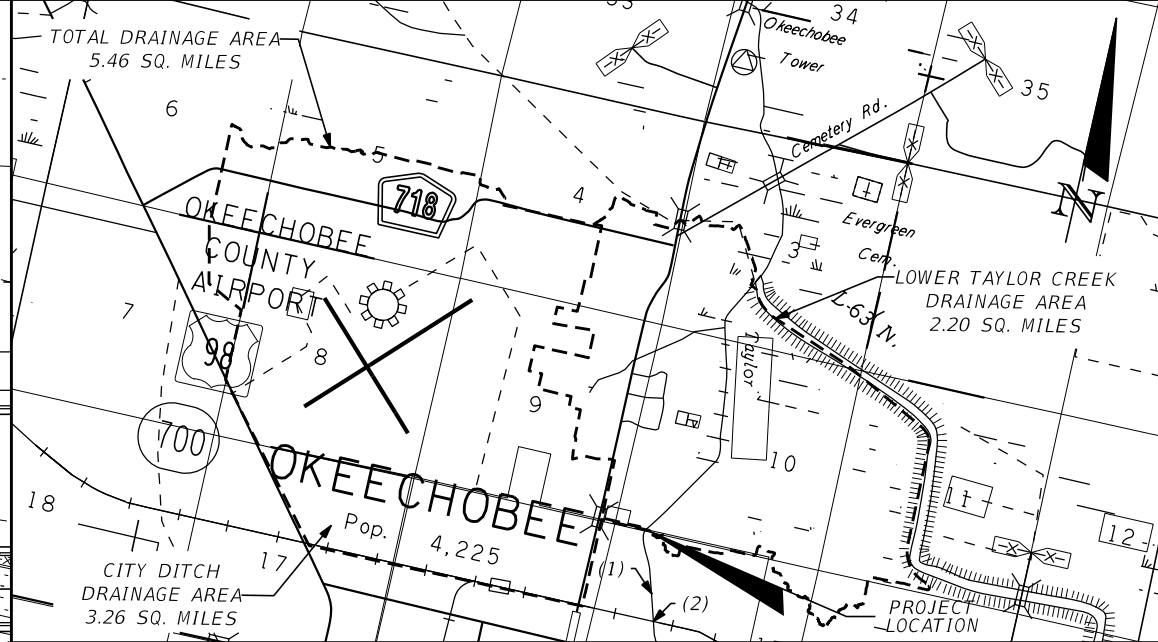 TOTAL DRAINAGE AREA
5.46 SQ. MILES
34
35
Okeechobee
Tower
Cemetery Rd.
6
5
4
718
OKEECHOBEE
COUNTY
AIRPORT
Evergreen
Cem.
3
N
LOWER TAYLOR CREEK
DRAINAGE AREA
2.20 SQ. MILES
L-63 N.
7
98
8
Taylor
9
10
700
OKEECHOBEE
Pop.
4,225
11
12
18
17
CITY DITCH
DRAINAGE AREA
3.26 SQ. MILES
(1)
(2)
PROJECT
LOCATION